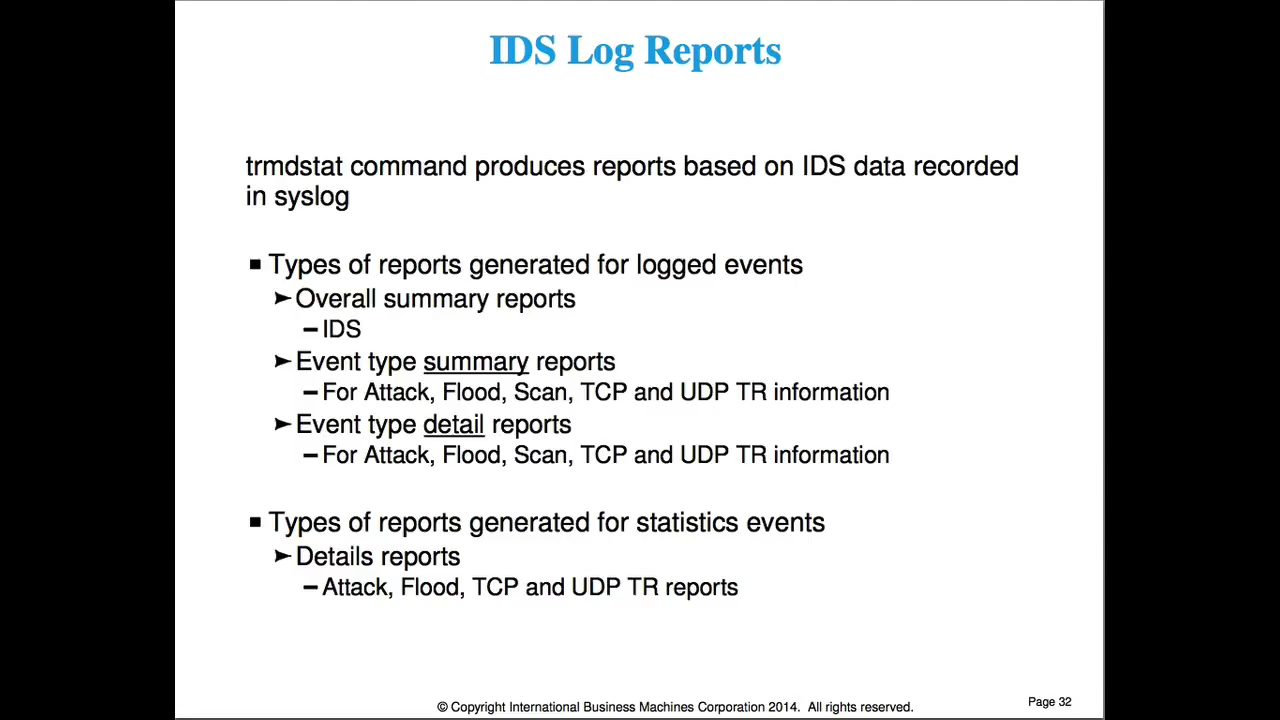 IDS Log Reports
trmdstat command produces reports based on IDS data recorded
in syslog
■ Types of reports generated for logged events
➤ Overall summary reports
– IDS
➤ Event type summary reports
– For Attack, Flood, Scan, TCP and UDP TR information
➤ Event type detail reports
– For Attack, Flood, Scan, TCP and UDP TR information
■ Types of reports generated for statistics events
➤ Details reports
– Attack, Flood, TCP and UDP TR reports
© Copyright International Business Machines Corporation 2014. All rights reserved.
Page 32